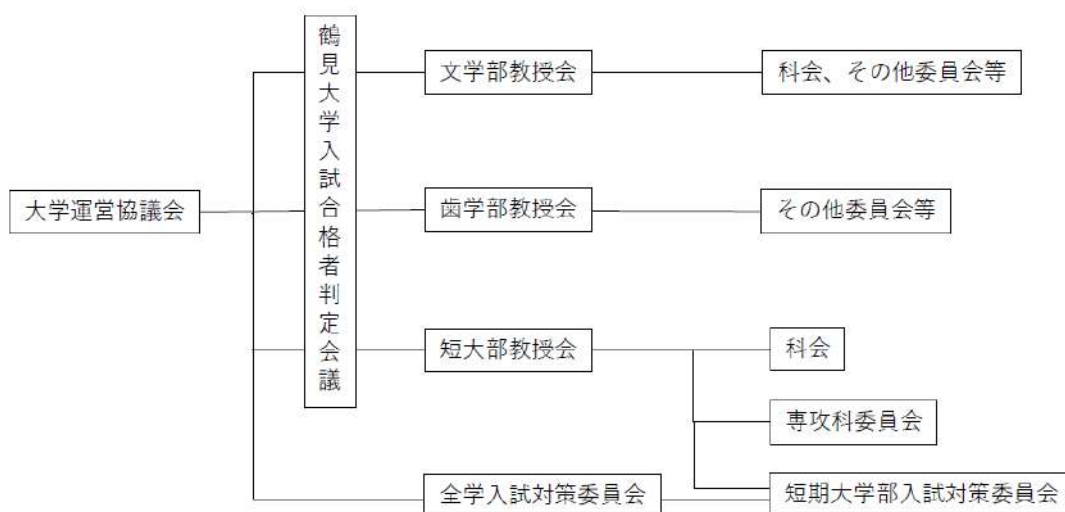 鶴見大学入試合格者判定会議
文学部教授会
科会、その他委員会等
大学運営協議会
歯学部教授会
その他委員会等
短大部教授会
科会
専攻科委員会
全学入試対策委員会
短期大学部入試対策委員会